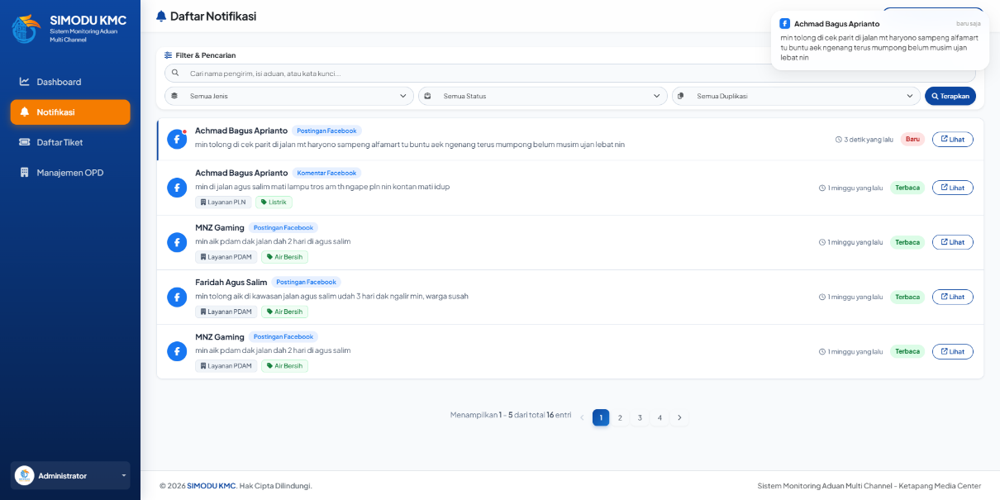 SIMODU KMC
Sistem Monitoring Aduan
Multi Channel
Dashboard
Notifikasi
Daftar Tiket
Manajemen OPD
Administrator
Daftar Notifikasi
Achmad Bagus Aprianto baru saja
min tolong di cek parit di jalan mt haryono sampeng alfamart
tu buntu aek ngenang terus mumpong belum musim ujan
lebat nin
Filter & Pencarian
Cari nama pengirim, isi aduan, atau kata kunci...
Semua Jenis Semua Status Semua Duplikasi Terapkan
Achmad Bagus Aprianto Postingan Facebook
min tolong di cek parit di jalan mt haryono sampeng alfamart tu buntu aek ngenang terus mumpong belum musim ujan lebat nin
3 detik yang lalu Baru Lihat
Achmad Bagus Aprianto Komentar Facebook
min di jalan agus salim mati lampu tros am th ngape pln nin kontan mati idup
Layanan PLN Listrik
1 minggu yang lalu Terbaca Lihat
MNZ Gaming Postingan Facebook
min aik pdam dak jalan dah 2 hari di agus salim
Layanan PDAM Air Bersih
1 minggu yang lalu Terbaca Lihat
Faridah Agus Salim Postingan Facebook
min tolong aik di kawasan jalan agus salim udah 3 hari dak ngalir min, warga susah
Layanan PDAM Air Bersih
1 minggu yang lalu Terbaca Lihat
MNZ Gaming Postingan Facebook
min aik pdam dak jalan dah 2 hari di agus salim
Layanan PDAM Air Bersih
1 minggu yang lalu Terbaca Lihat
Menampilkan 1 - 5 dari total 16 entri 1 2 3 4
© 2026 SIMODU KMC. Hak Cipta Dilindungi.
Sistem Monitoring Aduan Multi Channel - Ketapang Media Center